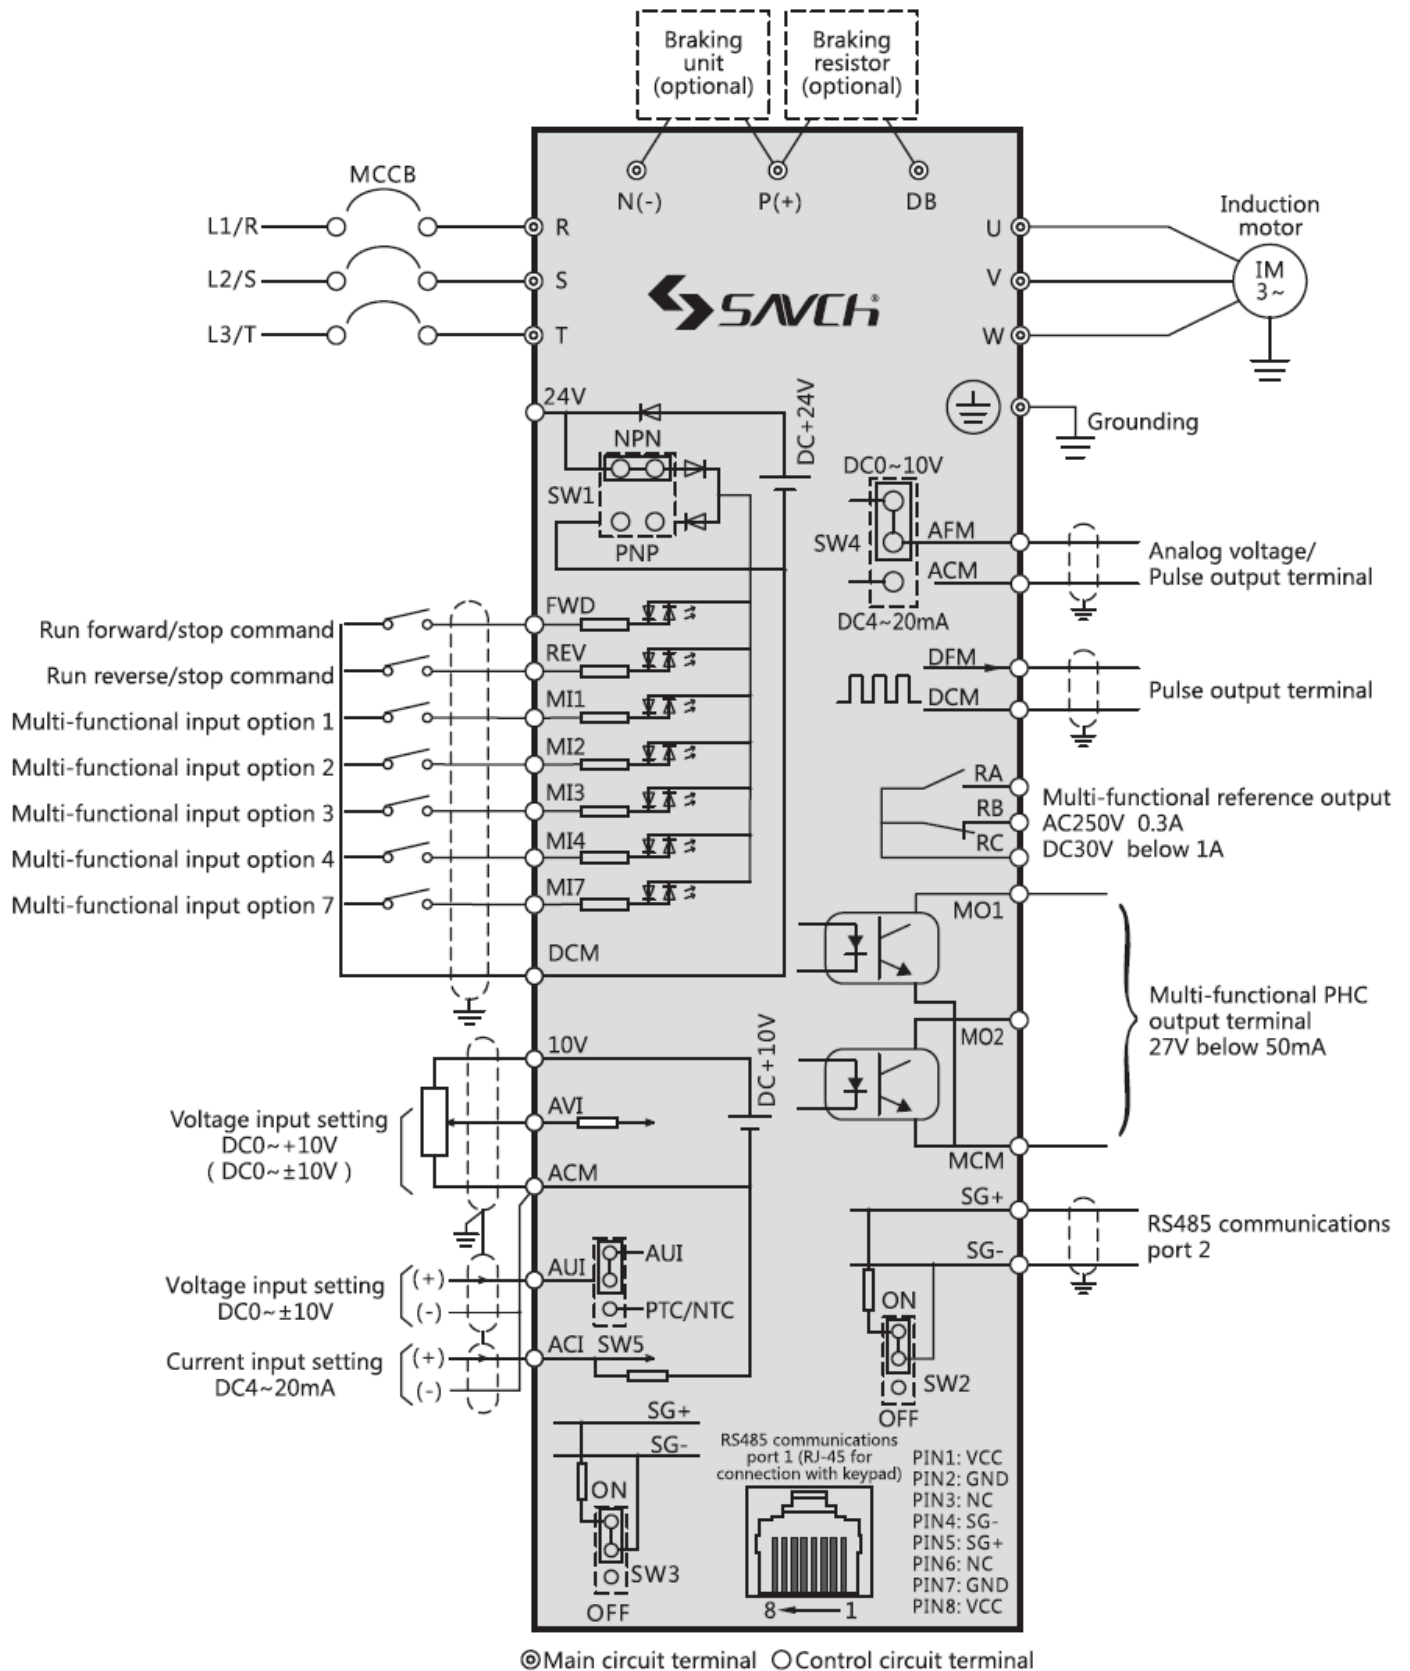 Braking
unit
(optional)
Braking
resistor
(optional)
N(-)
P(+)
DB
MCCB
L1/R
L2/S
L3/T
R
S
T
SAVCH®
U
V
W
Induction
motor
IM
3~
Grounding
24V
DC+24V
NPN
SW1
PNP
DC0~10V
SW4
AFM
ACM
DC4~20mA
Analog voltage/
Pulse output terminal
DFM
DCM
Pulse output terminal
Run forward/stop command
FWD
Run reverse/stop command
REV
Multi-functional input option 1
MI1
Multi-functional input option 2
MI2
Multi-functional input option 3
MI3
Multi-functional input option 4
MI4
Multi-functional input option 7
MI7
DCM
RA
RB
RC
Multi-functional reference output
AC250V 0.3A
DC30V below 1A
MO1
MO2
MCM
Multi-functional PHC
output terminal
27V below 50mA
10V
DC+10V
AVI
ACM
Voltage input setting
DC0~+10V
( DC0~±10V )
Voltage input setting
DC0~±10V
(+)
(-)
AUI
AUI
PTC/NTC
SW5
Current input setting
DC4~20mA
(+)
(-)
ACI
SG+
SG-
RS485 communications
port 2
ON
SW2
OFF
SG+
SG-
ON
SW3
OFF
RS485 communications
port 1 (RJ-45 for
connection with keypad)
8
1
PIN1: VCC
PIN2: GND
PIN3: NC
PIN4: SG-
PIN5: SG+
PIN6: NC
PIN7: GND
PIN8: VCC
Main circuit terminal
Control circuit terminal